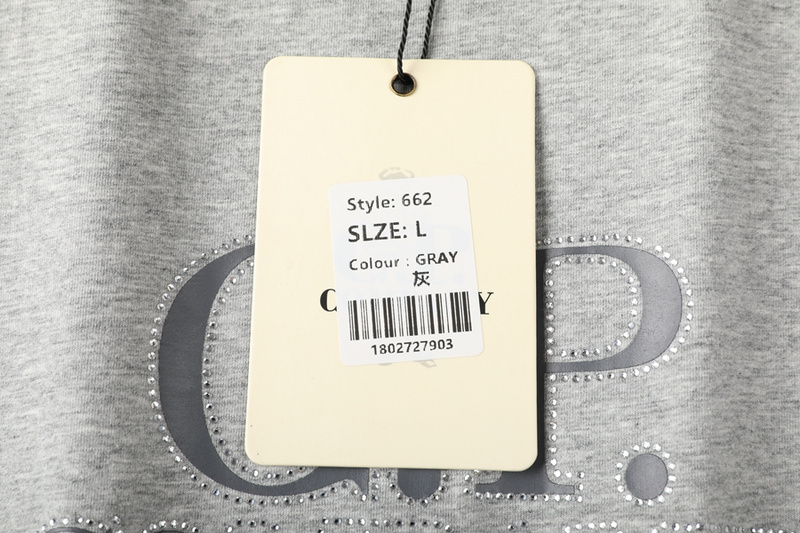 Style: 662
SLZE: L
Colour : GRAY
灰
1802727903
C.P.